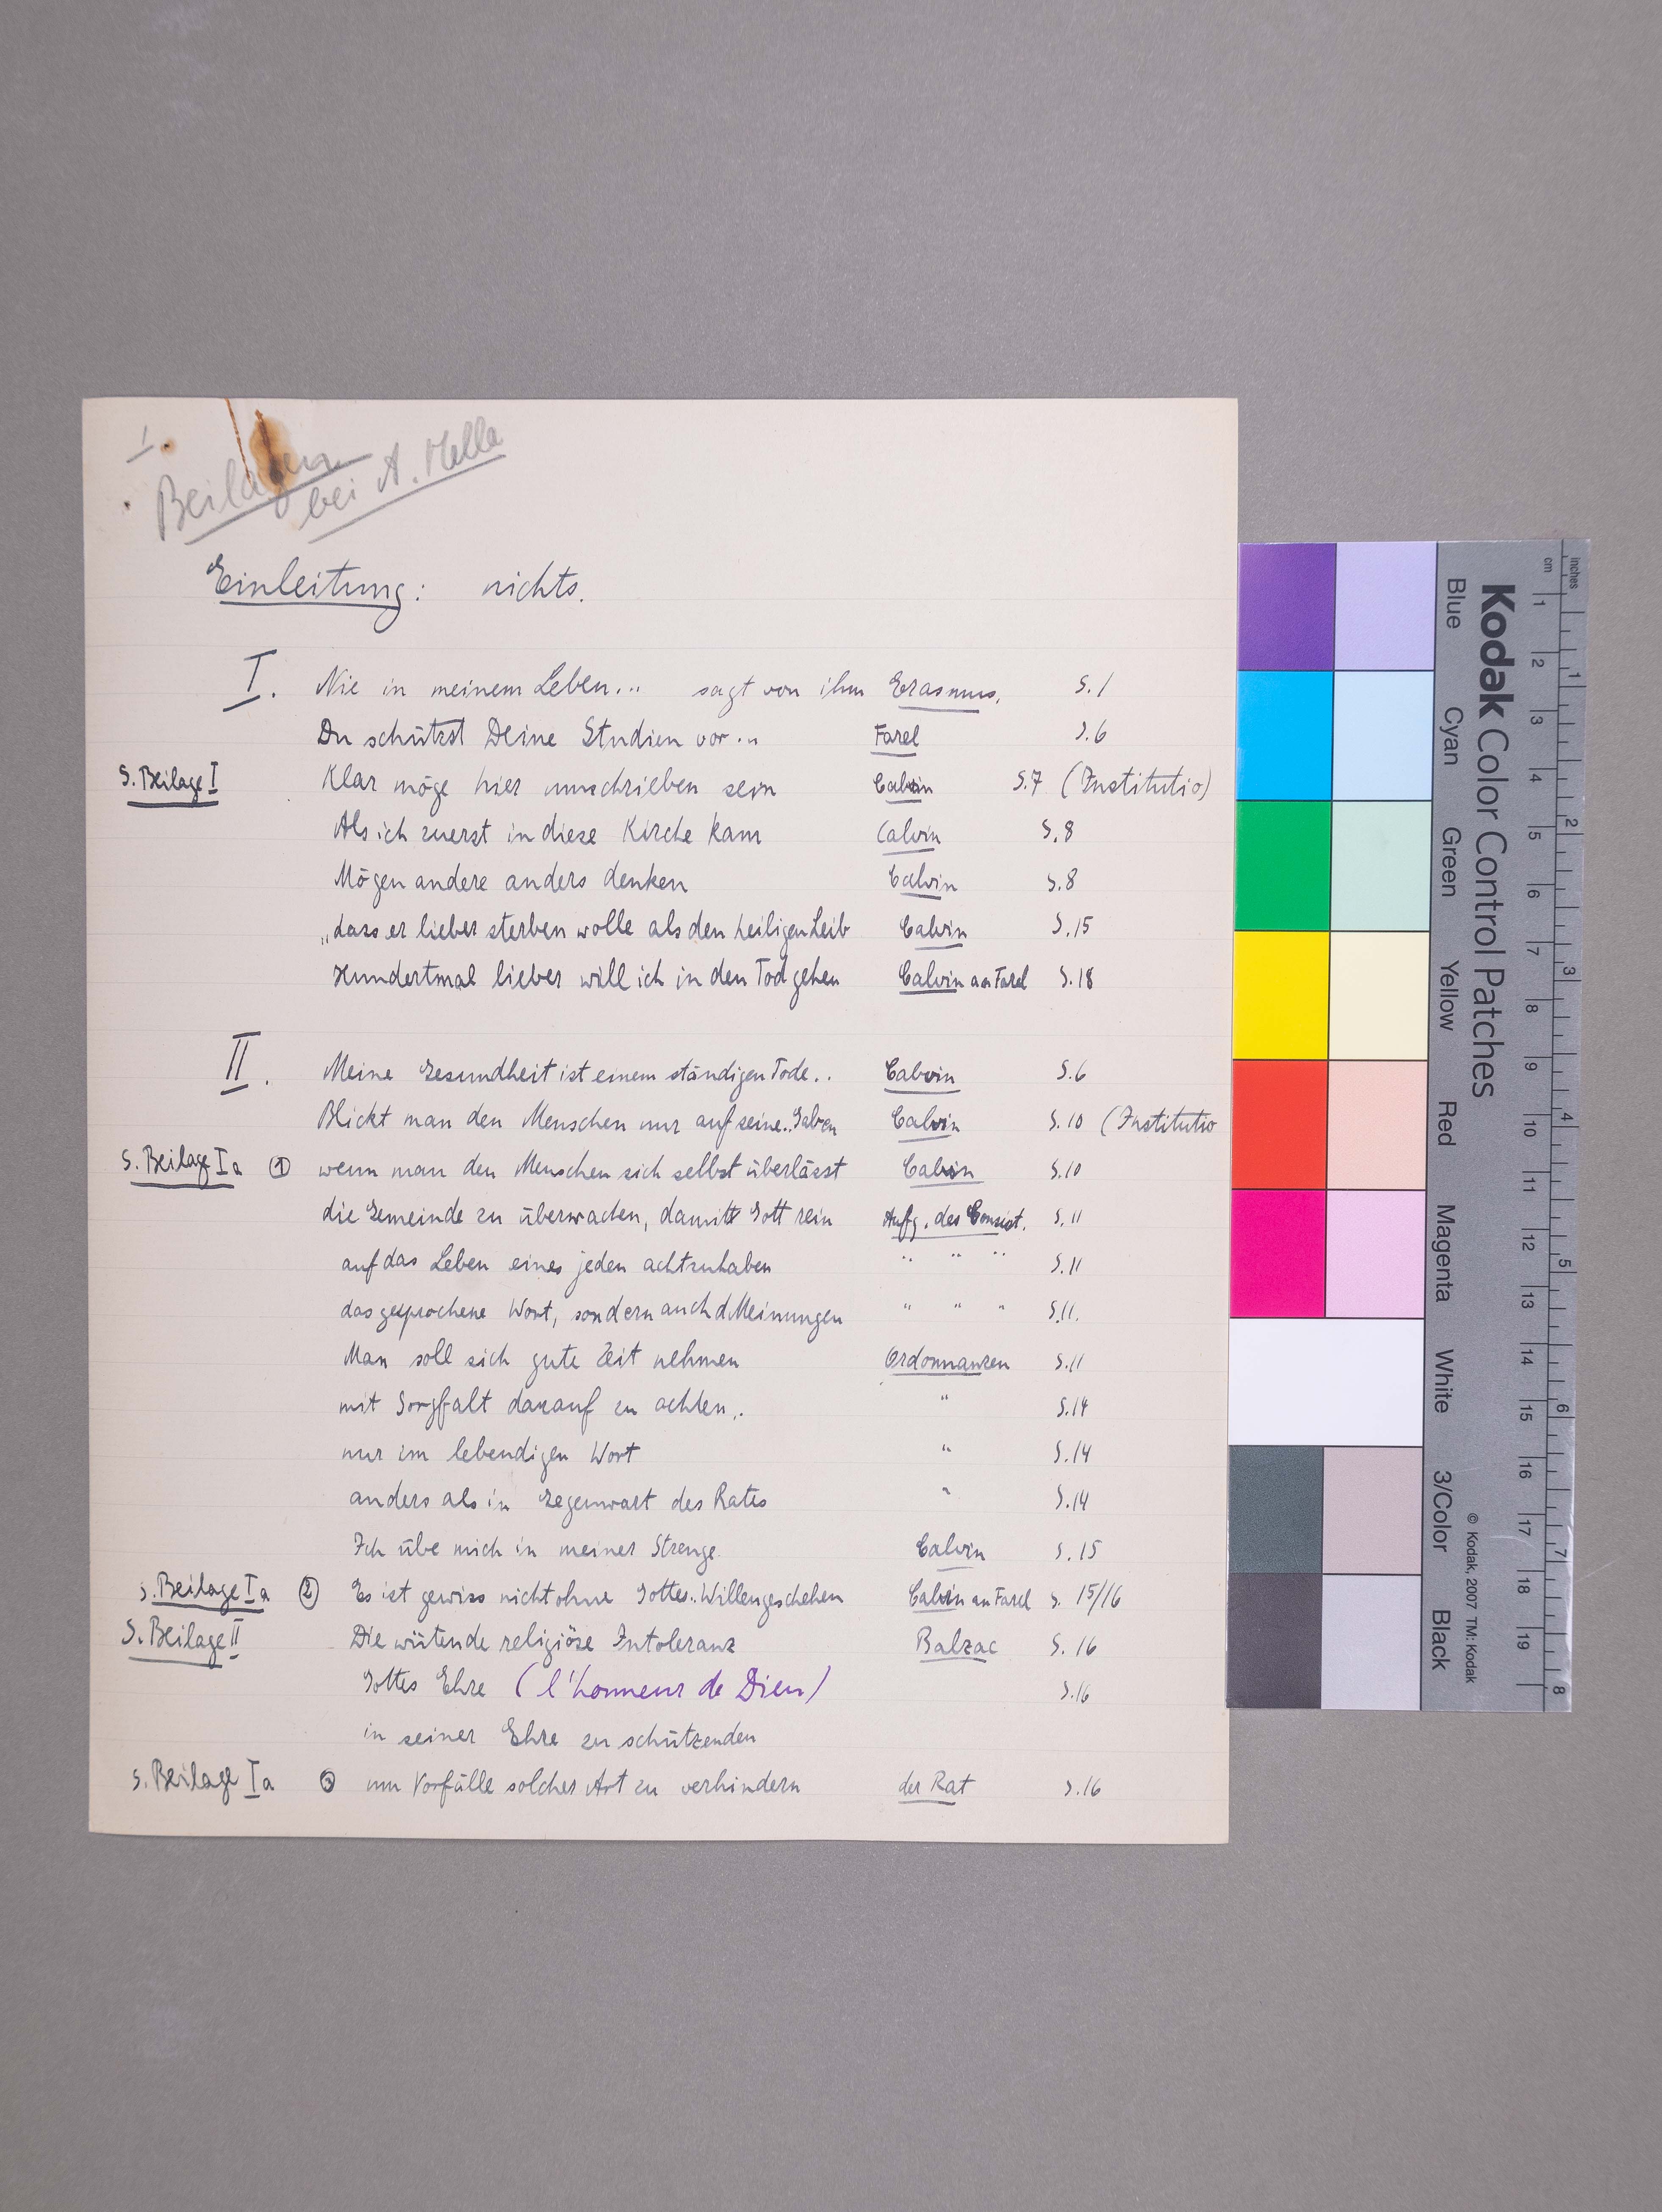 1.
Beilagen
bei A. Mella
Einleitung: nichts.
I. Nie in meinem Leben... sagt von ihm Erasmus. S.1
Du schützst Deine Studien vor... Farel S.6
S. Beilage I Klar möge hier umschrieben sein Calvin S.7 (Institutio)
Als ich zuerst in diese Kirche kam Calvin S.8
Mögen andere anders denken Calvin S.8
„dass er lieber sterben wolle als den heiligen Leib Calvin S.15
Hundertmal lieber will ich in den Tod gehen Calvin an Farel S.18
II. Meine Gesundheit ist einem ständigen Tode.. Calvin S.6
Blickt man den Menschen nur auf seine..Gaben Calvin S.10 (Institutio
S. Beilage Ia ① wenn man den Menschen sich selbst überlässt Calvin S.10
die Gemeinde zu überwachen, damit Gott rein Aufg. des Consist. S.11
auf das Leben eines jeden achtzuhaben " " " S.11
das gesprochene Wort, sondern auch d Meinungen " " " S.11.
Man soll sich gute Zeit nehmen Ordonnanzen S.11
mit Sorgfalt darauf zu achten.. " S.14
nur im lebendigen Wort " S.14
anders als in Gegenwart des Rates " S.14
Ich übe mich in meiner Strenge Calvin S.15
s. Beilage Ia ② Es ist gewiss nicht ohne Gottes..Willen geschehen Calvin an Farel S. 15/16
S. Beilage II Die wütende religiöse Intoleranz Balzac S. 16
Gottes Ehre (l'honneur de Dieu) S.16
in seiner Ehre zu schützenden
s. Beilage Ia ③ um Vorfälle solcher Art zu verhindern der Rat S.16
Kodak Color Control Patches
© Kodak, 2007 TM: Kodak
Blue Cyan Green Yellow Red Magenta White 3/Color Black
cm 1 2 3 4 5 6 7 8 9 10 11 12 13 14 15 16 17 18 19
inches 1 2 3 4 5 6 7 8